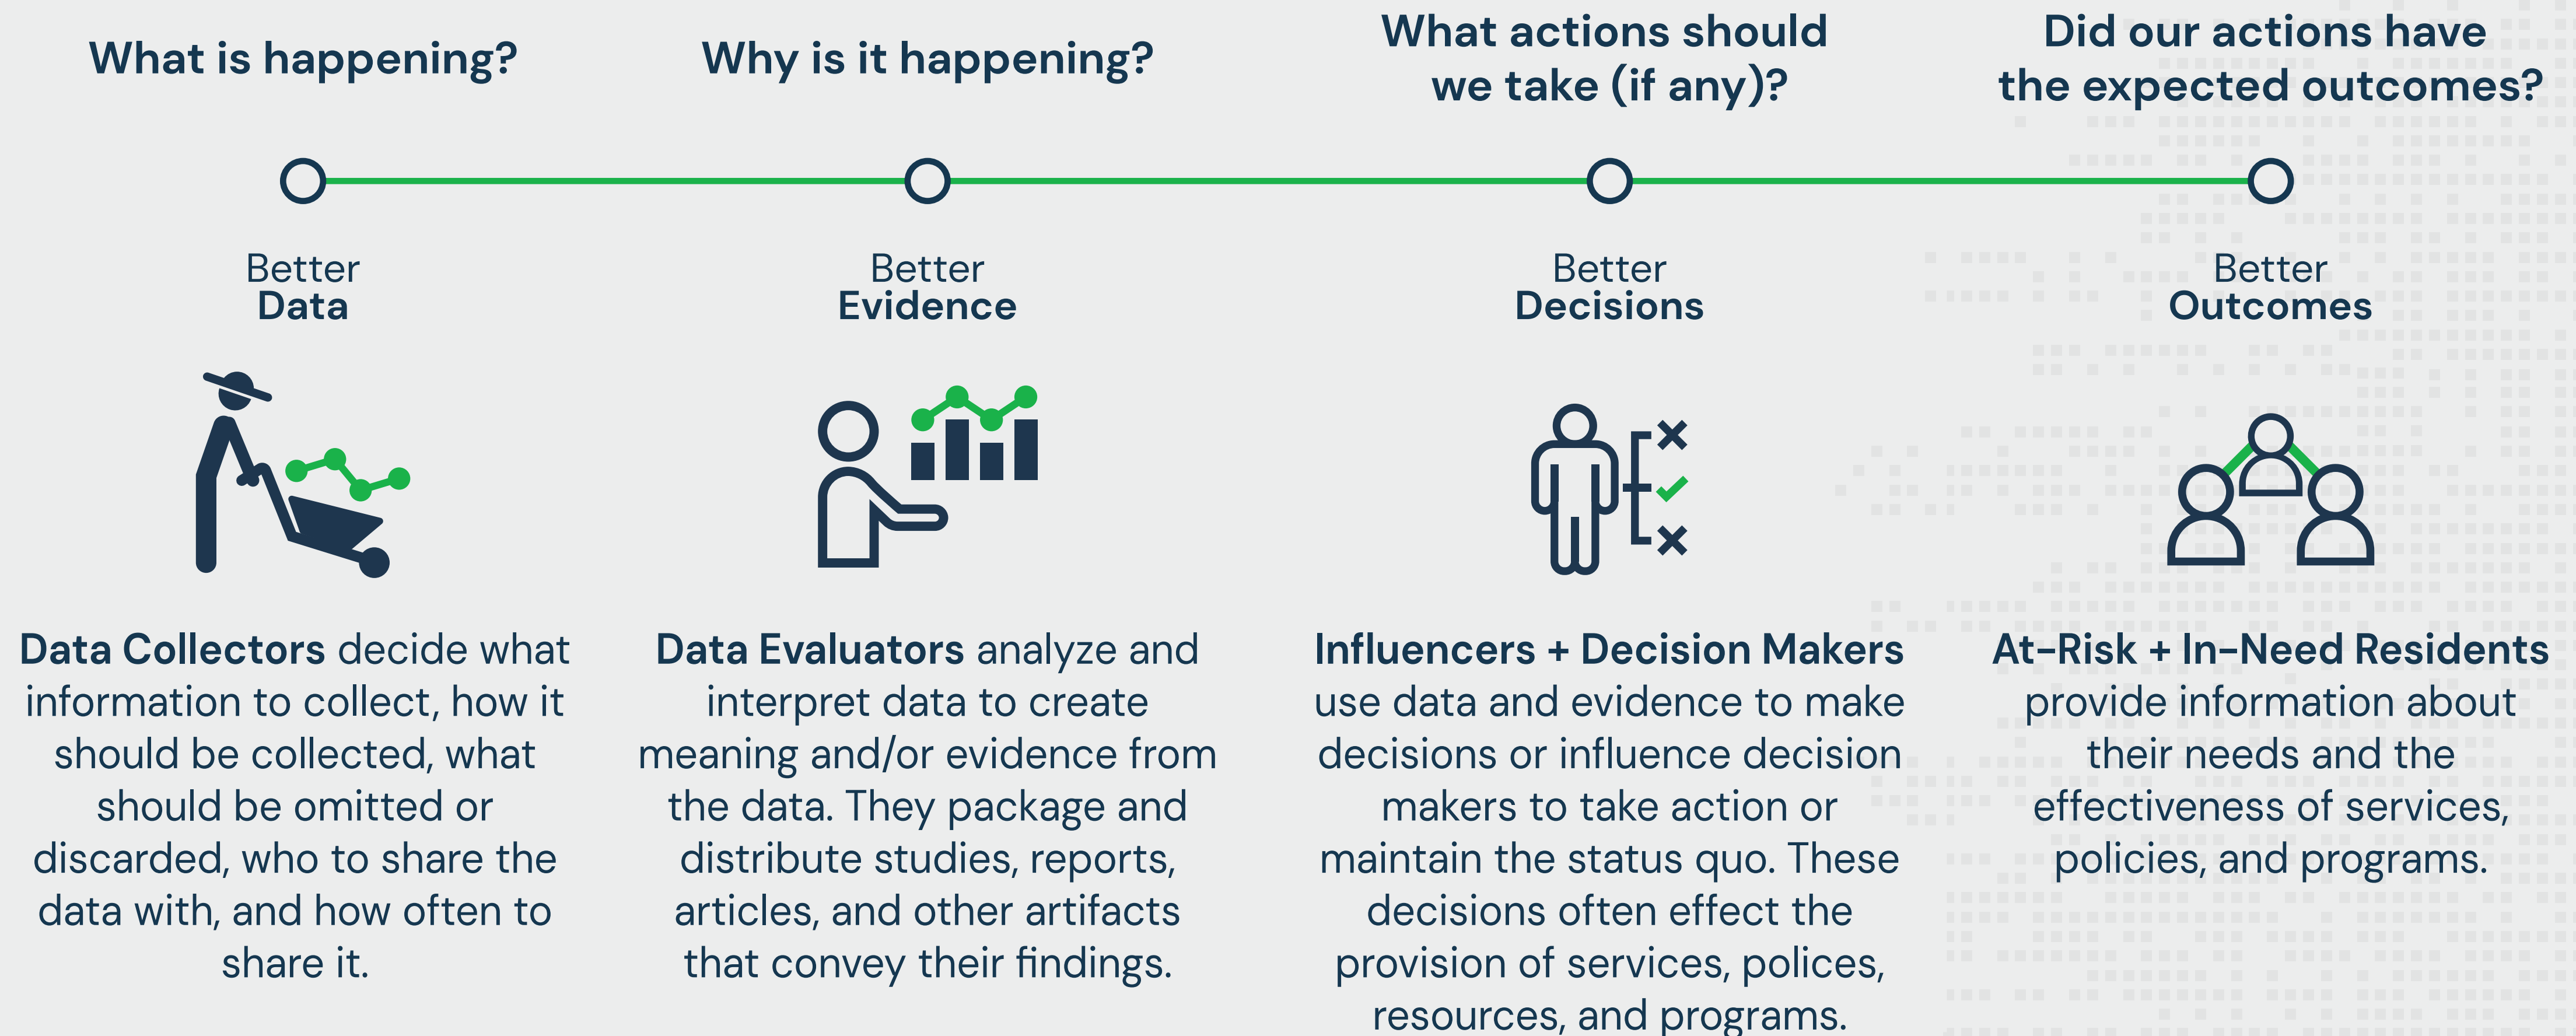 What is happening?
Why is it happening?
What actions should
we take (if any)?
Did our actions have
the expected outcomes?
Better
Data
Better
Evidence
Better
Decisions
Better
Outcomes
Data Collectors decide what
information to collect, how it
should be collected, what
should be omitted or
discarded, who to share the
data with, and how often to
share it.
Data Evaluators analyze and
interpret data to create
meaning and/or evidence from
the data. They package and
distribute studies, reports,
articles, and other artifacts
that convey their findings.
Influencers + Decision Makers
use data and evidence to make
decisions or influence decision
makers to take action or
maintain the status quo. These
decisions often effect the
provision of services, polices,
resources, and programs.
At-Risk + In-Need Residents
provide information about
their needs and the
effectiveness of services,
policies, and programs.